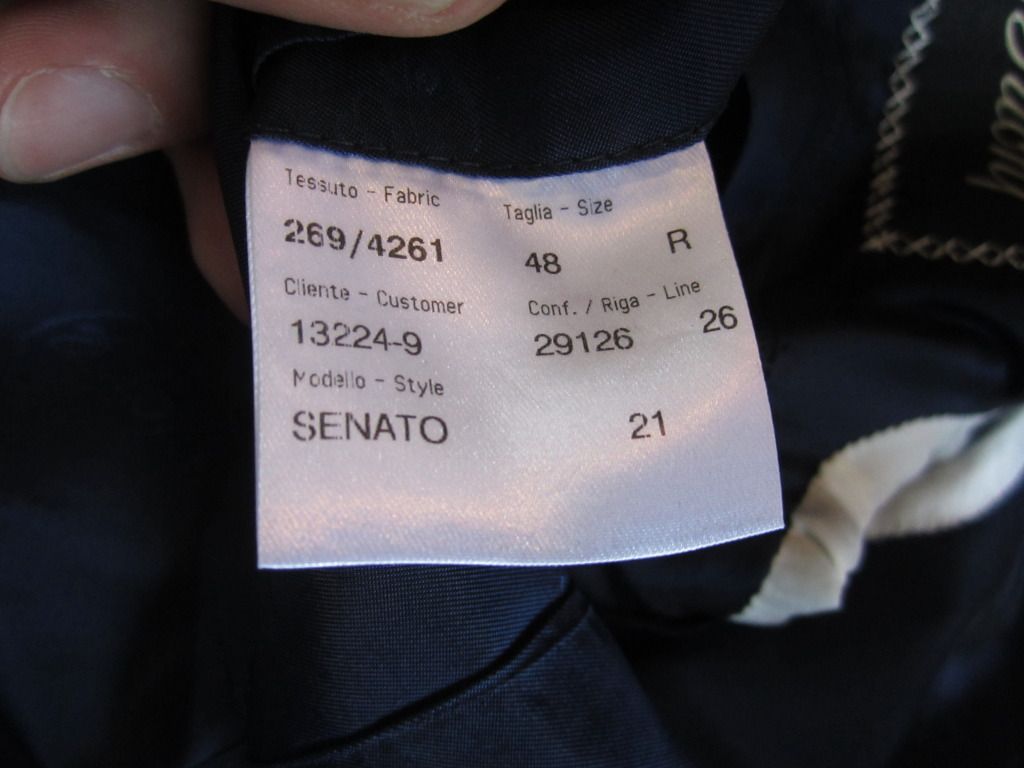 Tessuto - Fabric Taglia - Size
269/4261 48 R
Cliente - Customer Conf. / Riga - Line
13224-9 29126 26
Modello - Style
SENATO 21